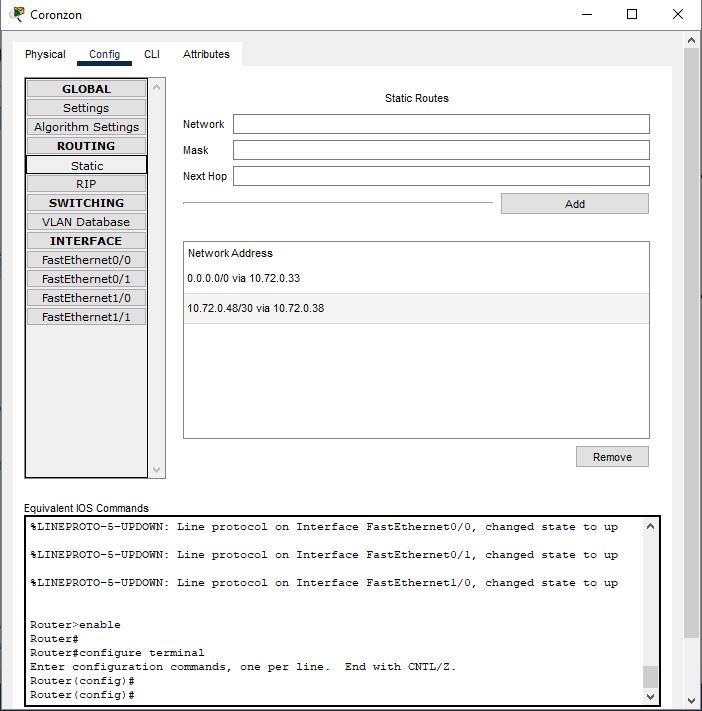 Coronzon
Physical Config CLI Attributes
GLOBAL
Settings
Algorithm Settings
ROUTING
Static
RIP
SWITCHING
VLAN Database
INTERFACE
FastEthernet0/0
FastEthernet0/1
FastEthernet1/0
FastEthernet1/1
Static Routes
Network
Mask
Next Hop
Add
Network Address
0.0.0.0/0 via 10.72.0.33
10.72.0.48/30 via 10.72.0.38
Remove
Equivalent IOS Commands
%LINEPROTO-5-UPDOWN: Line protocol on Interface FastEthernet0/0, changed state to up
%LINEPROTO-5-UPDOWN: Line protocol on Interface FastEthernet0/1, changed state to up
%LINEPROTO-5-UPDOWN: Line protocol on Interface FastEthernet1/0, changed state to up
Router>enable
Router#
Router#configure terminal
Enter configuration commands, one per line.  End with CNTL/Z.
Router(config)#
Router(config)#